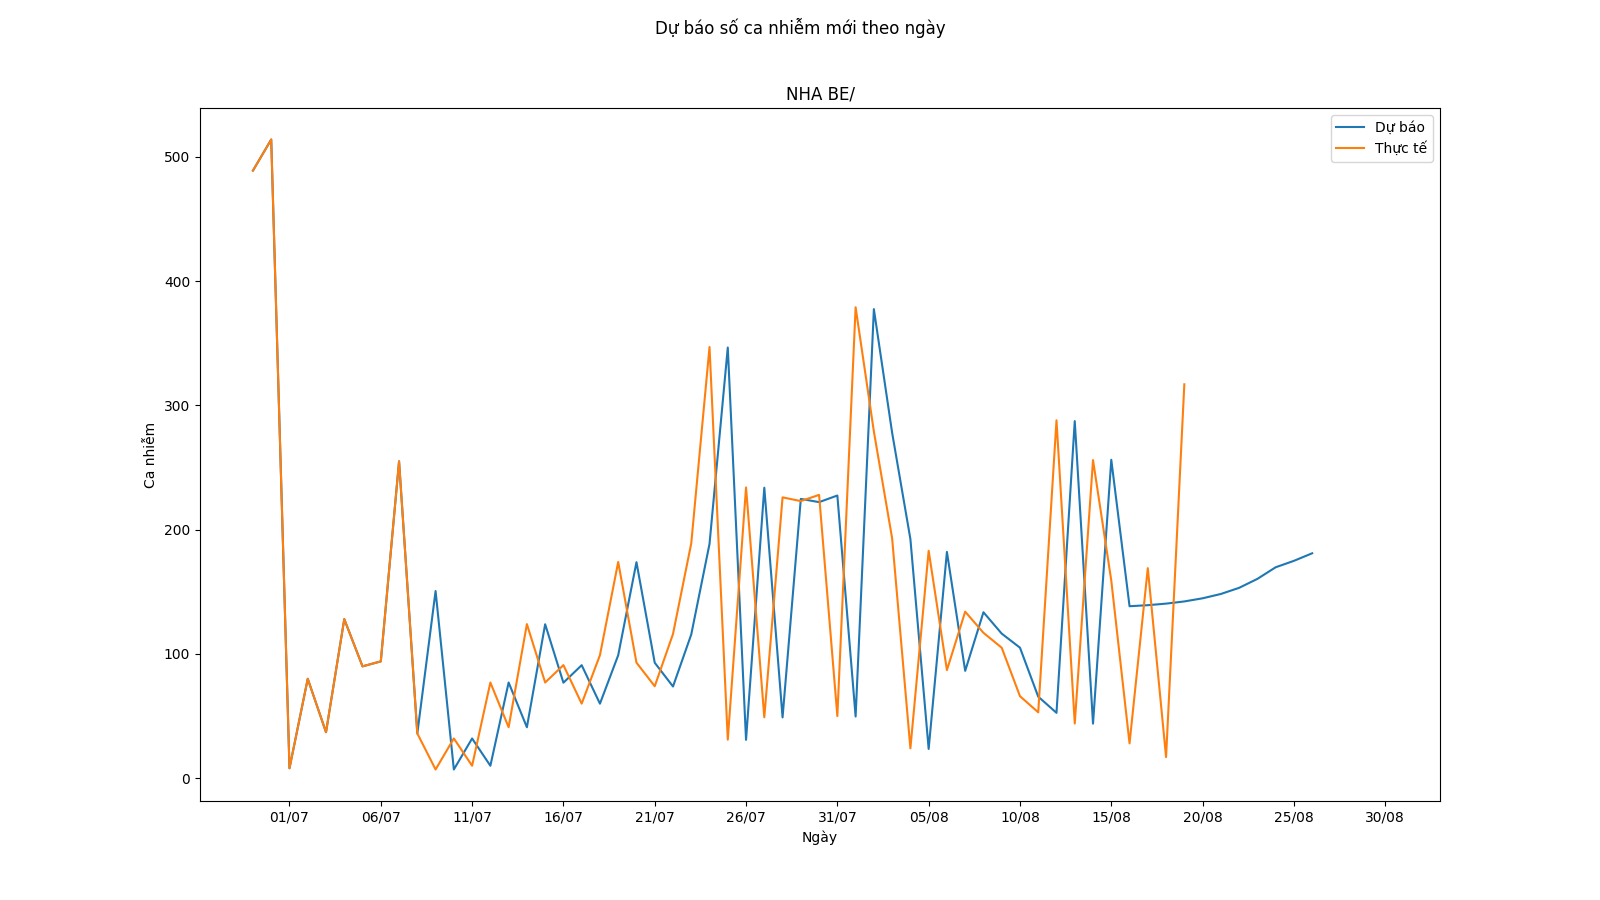 Dự báo số ca nhiễm mới theo ngày
NHA BE/
Dự báo
Thực tế
500
400
300
200
100
0
Ca nhiễm
01/07 06/07 11/07 16/07 21/07 26/07 31/07 05/08 10/08 15/08 20/08 25/08 30/08
Ngày